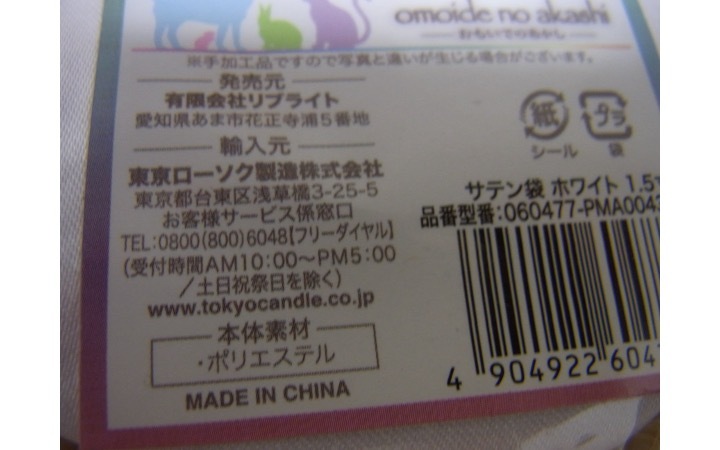 omoide no akashi
おもいでのあかし
※手加工品ですので写真と違いが生じる場合がございます。
発売元
有限会社リブライト
愛知県あま市花正寺浦5番地
輸入元
東京ローソク製造株式会社
東京都台東区浅草橋3-25-5
お客様サービス係窓口
TEL:0800(800)6048【フリーダイヤル】
(受付時間AM10:00～PM5:00
/土日祝祭日を除く)
www.tokyocandle.co.jp
本体素材
・ポリエステル
MADE IN CHINA
紙
シール
プラ
袋
サテン袋 ホワイト 1.5
品番型番:060477-PMA004
4 904922 604